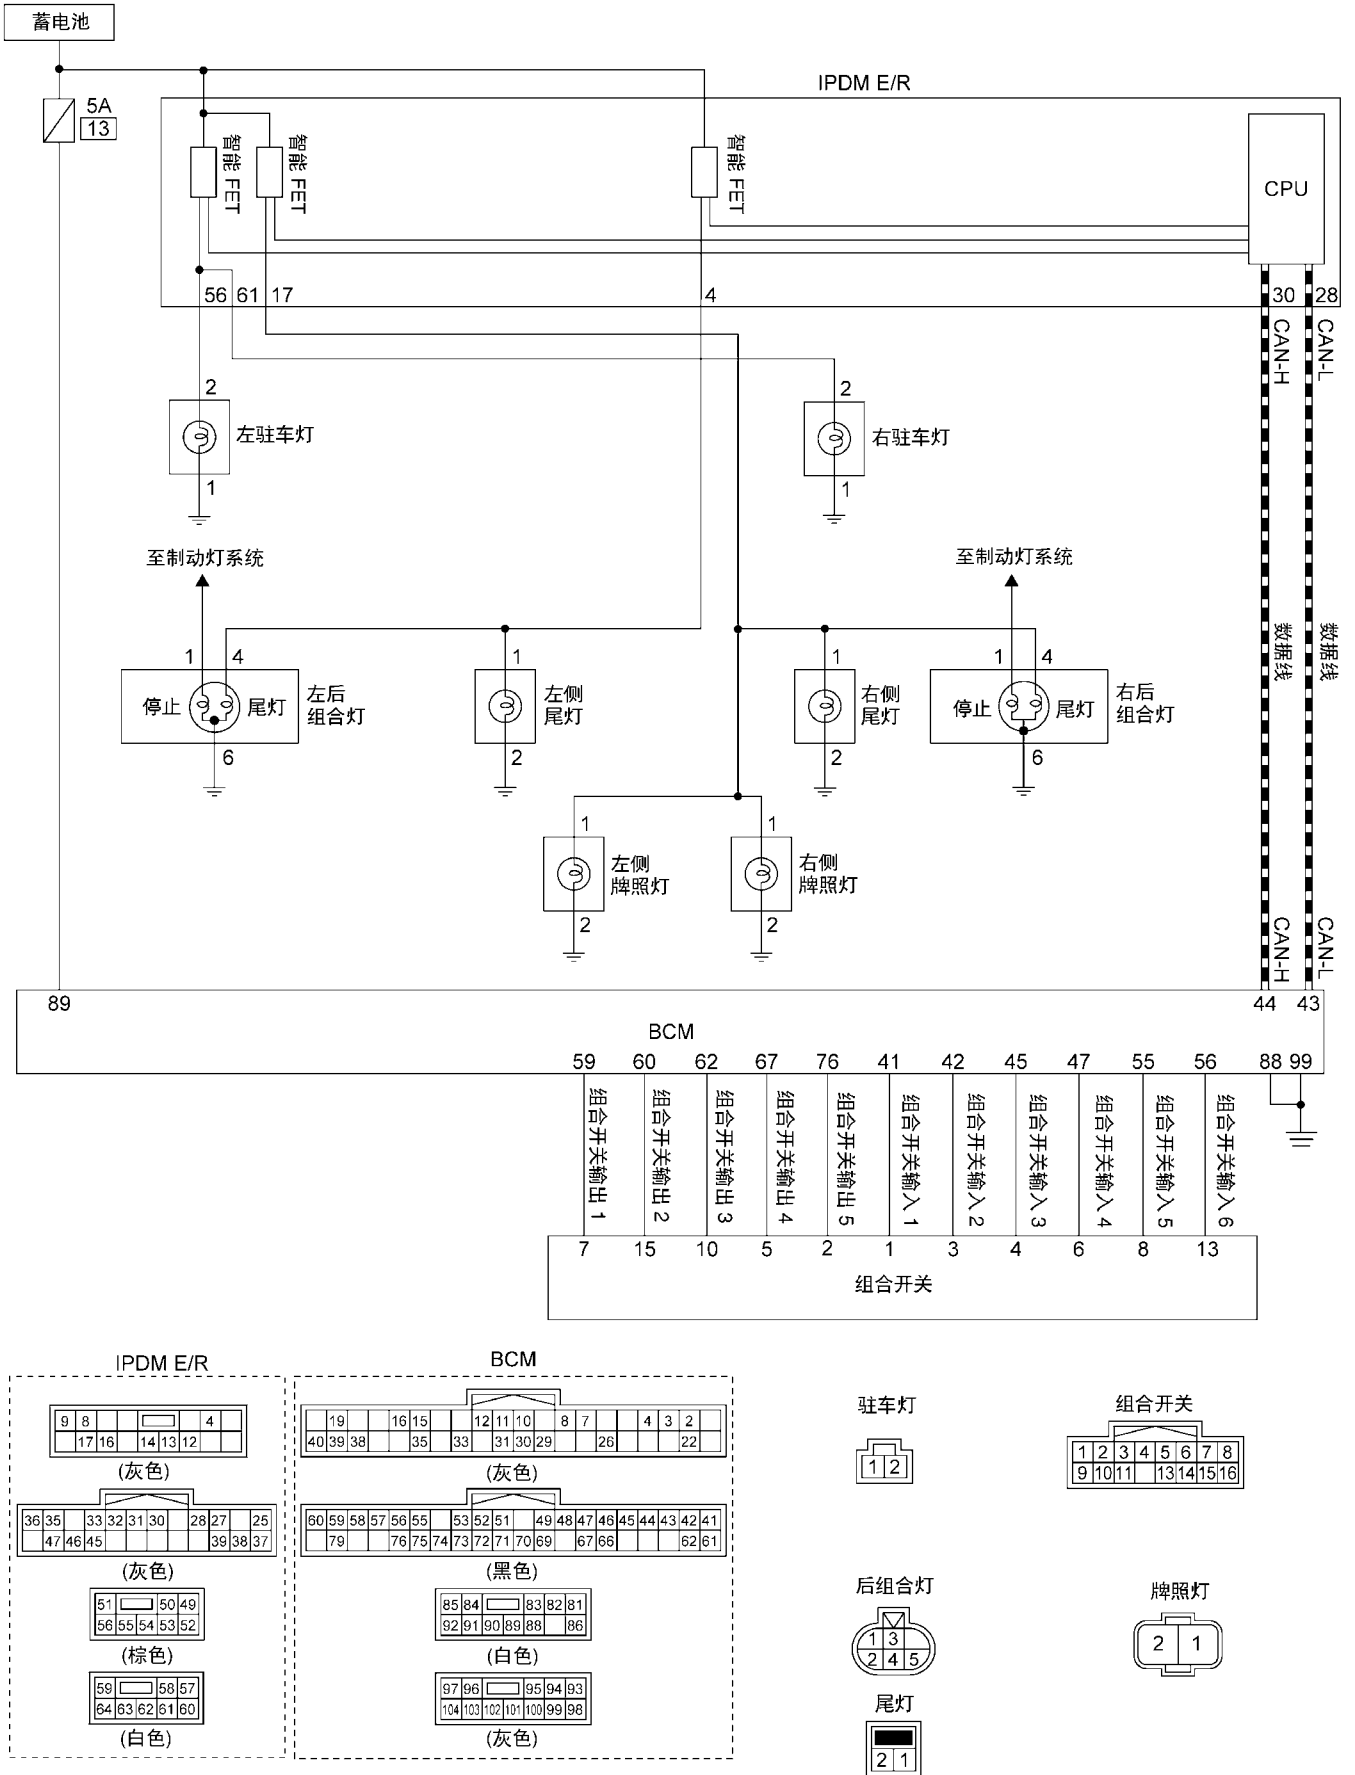 蓄电池
IPDM E/R
5A
13
智能 FET
智能 FET
智能 FET
CPU
56 61 17 4 30 28
CAN-H
CAN-L
2
左驻车灯
1
2
右驻车灯
1
至制动灯系统
至制动灯系统
数据线
数据线
1 4
停止 尾灯
左后
组合灯
6
1
左侧
尾灯
2
1
右侧
尾灯
2
1 4
停止 尾灯
右后
组合灯
6
1
左侧
牌照灯
2
1
右侧
牌照灯
2
CAN-H
CAN-L
89 44 43
BCM
59 60 62 67 76 41 42 45 47 55 56 88 99
组合开关输出 1
组合开关输出 2
组合开关输出 3
组合开关输出 4
组合开关输出 5
组合开关输入 1
组合开关输入 2
组合开关输入 3
组合开关输入 4
组合开关输入 5
组合开关输入 6
7 15 10 5 2 1 3 4 6 8 13
组合开关
IPDM E/R
9 8 4
17 16 14 13 12
(灰色)
36 35 33 32 31 30 28 27 25
47 46 45 39 38 37
(灰色)
51 50 49
56 55 54 53 52
(棕色)
59 58 57
64 63 62 61 60
(白色)
BCM
19 16 15 12 11 10 8 7 4 3 2
40 39 38 35 33 31 30 29 26 22
(灰色)
60 59 58 57 56 55 53 52 51 49 48 47 46 45 44 43 42 41
79 76 75 74 73 72 71 70 69 67 66 62 61
(黑色)
85 84 83 82 81
92 91 90 89 88 86
(白色)
97 96 95 94 93
104 103 102 101 100 99 98
(灰色)
驻车灯
1 2
组合开关
1 2 3 4 5 6 7 8
9 10 11 13 14 15 16
后组合灯
1 3
2 4 5
牌照灯
2 1
尾灯
2 1